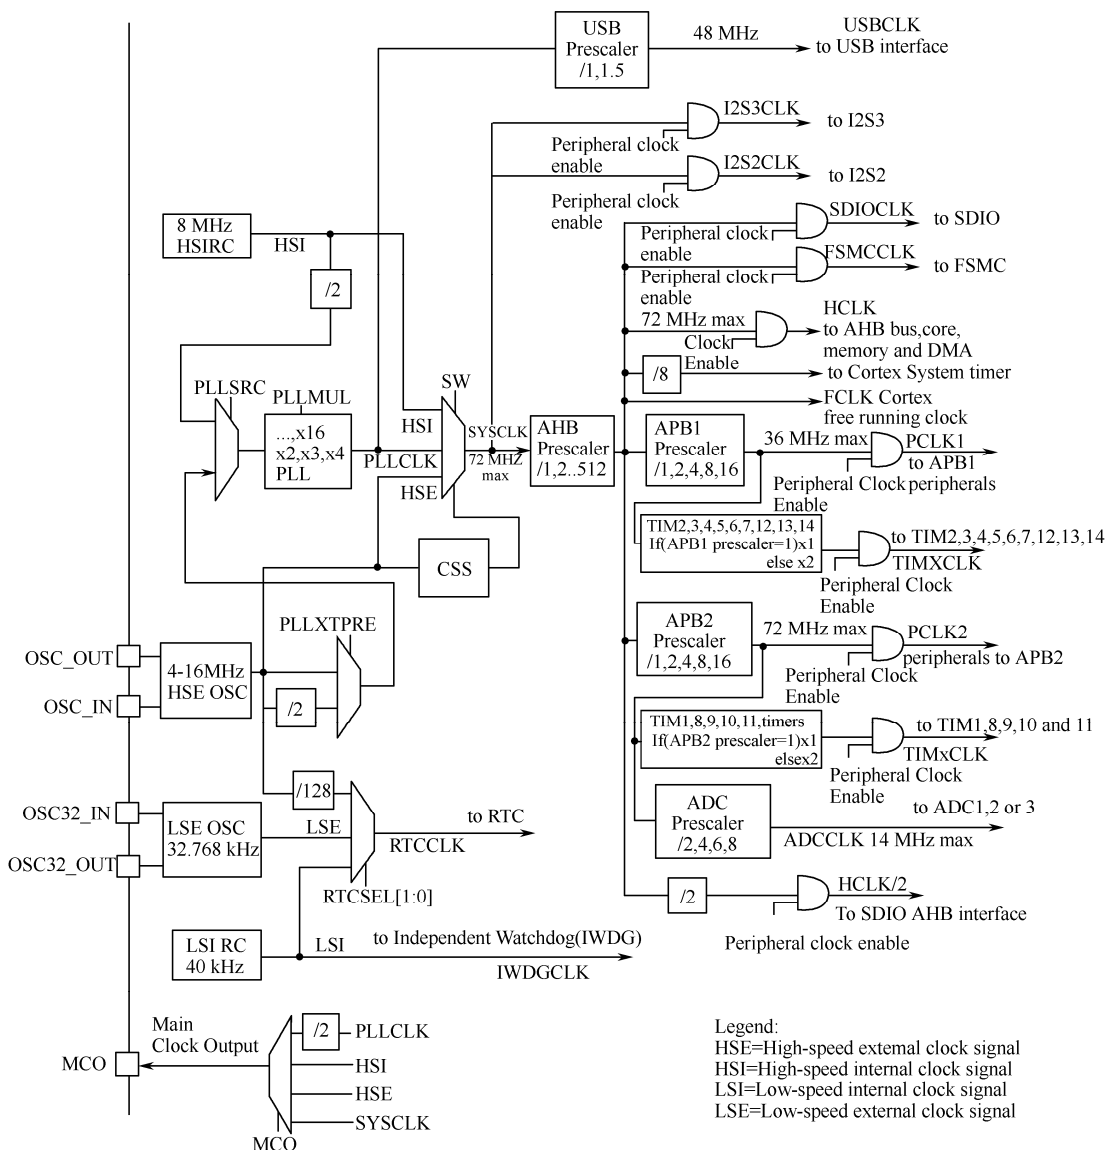 USB
Prescaler
/1,1.5
48 MHz
USBCLK
to USB interface
I2S3CLK
to I2S3
Peripheral clock
enable
I2S2CLK
to I2S2
Peripheral clock
enable
8 MHz
HSIRC
HSI
/2
SDIOCLK
to SDIO
Peripheral clock
enable
FSMCCLK
to FSMC
Peripheral clock
enable
72 MHz max
Clock
Enable
HCLK
to AHB bus,core,
memory and DMA
/8
to Cortex System timer
FCLK Cortex
free running clock
PLLSRC
PLLMUL
...,x16
x2,x3,x4
PLL
SW
HSI
PLLCLK
HSE
SYSCLK
72 MHZ
max
AHB
Prescaler
/1,2..512
APB1
Prescaler
/1,2,4,8,16
36 MHz max
PCLK1
to APB1
peripherals
Peripheral Clock
Enable
TIM2,3,4,5,6,7,12,13,14
If(APB1 prescaler=1)x1
else x2
to TIM2,3,4,5,6,7,12,13,14
TIMXCLK
Peripheral Clock
Enable
CSS
PLLXTPRE
OSC_OUT
OSC_IN
4-16MHz
HSE OSC
/2
APB2
Prescaler
/1,2,4,8,16
72 MHz max
PCLK2
peripherals to APB2
Peripheral Clock
Enable
TIM1,8,9,10,11,timers
If(APB2 prescaler=1)x1
elsex2
to TIM1,8,9,10 and 11
TIMxCLK
Peripheral Clock
Enable
/128
OSC32_IN
OSC32_OUT
LSE OSC
32.768 kHz
LSE
to RTC
RTCCLK
RTCSEL[1:0]
ADC
Prescaler
/2,4,6,8
to ADC1,2 or 3
ADCCLK 14 MHz max
/2
HCLK/2
To SDIO AHB interface
Peripheral clock enable
LSI RC
40 kHz
LSI
to Independent Watchdog(IWDG)
IWDGCLK
MCO
Main
Clock Output
/2
PLLCLK
HSI
HSE
SYSCLK
MCO
Legend:
HSE=High-speed external clock signal
HSI=High-speed internal clock signal
LSI=Low-speed internal clock signal
LSE=Low-speed external clock signal